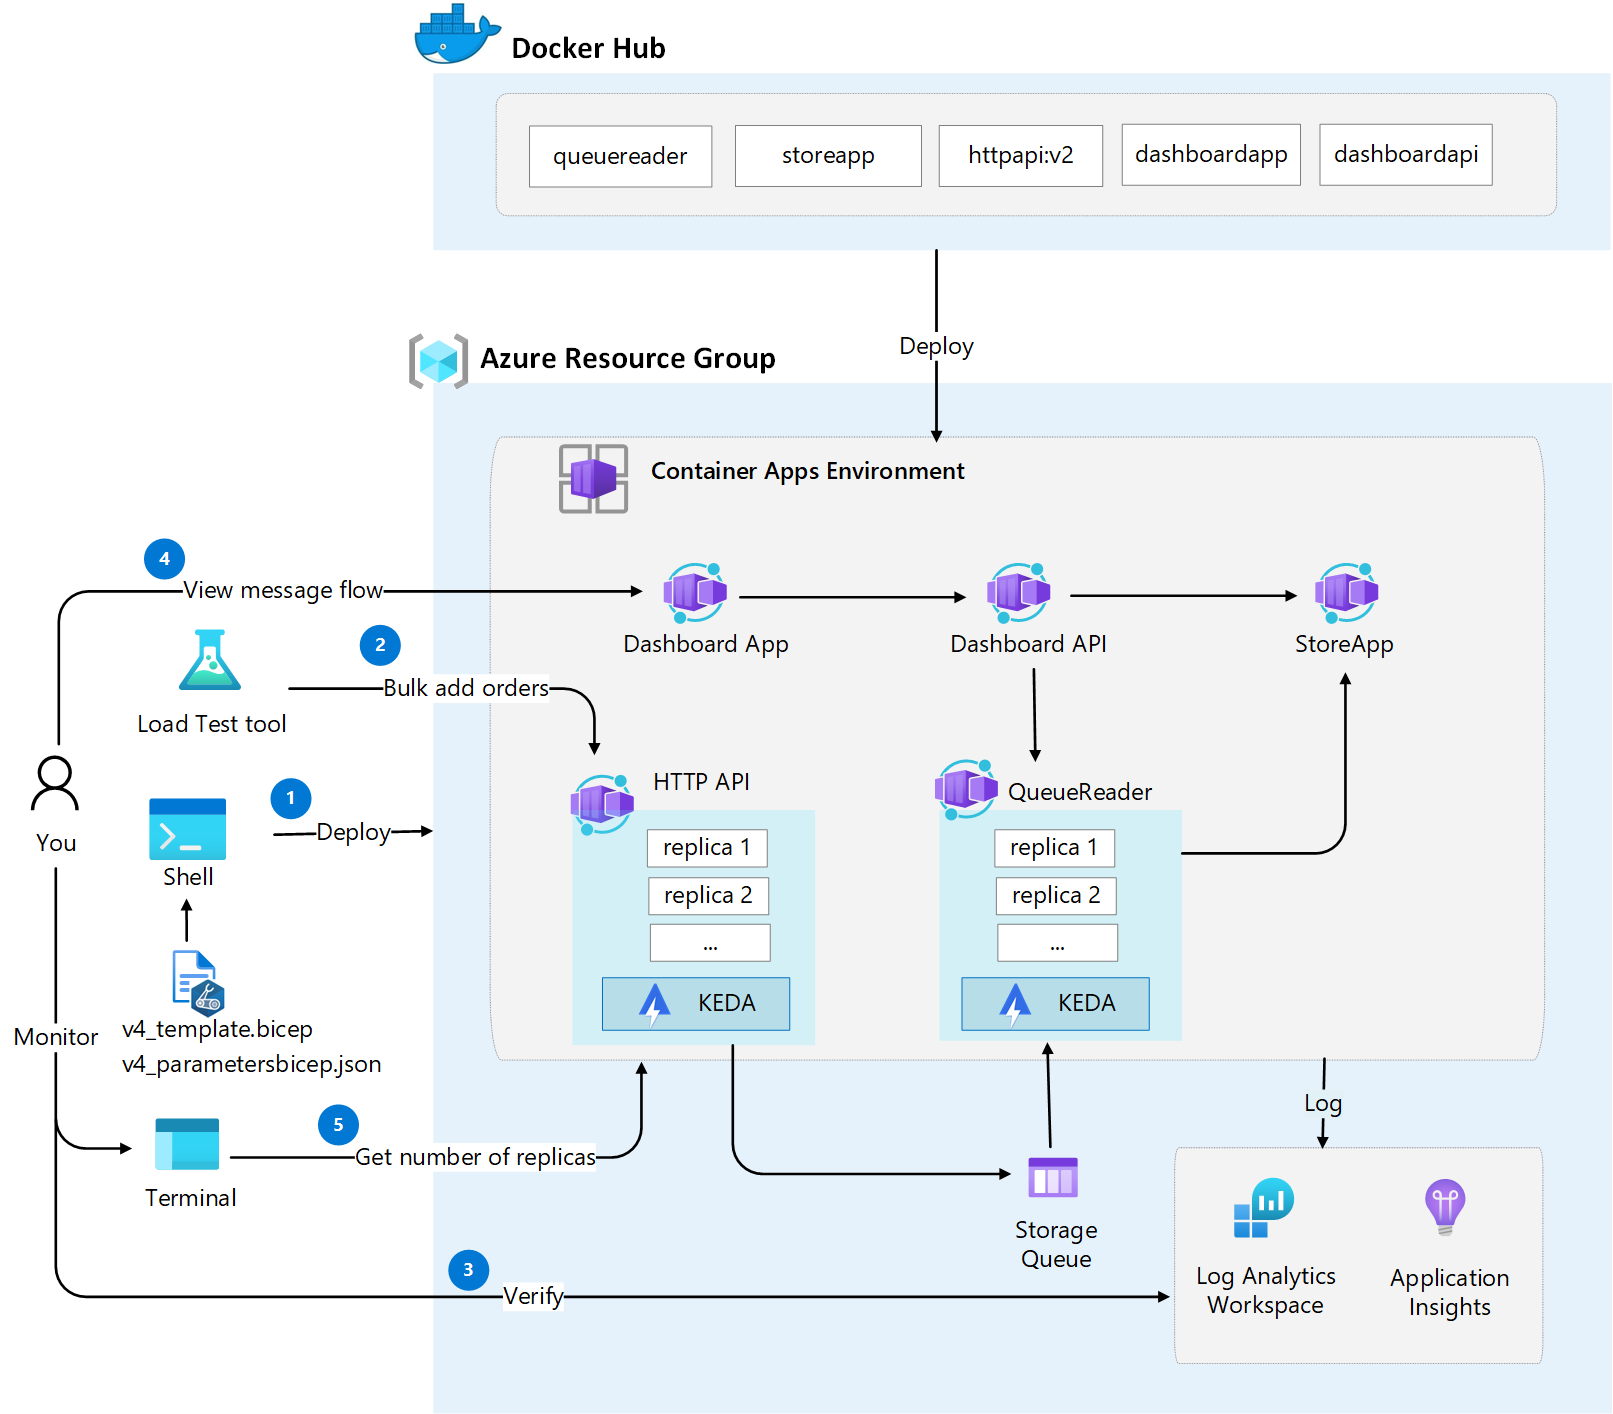 Docker Hub
queuereader
storeapp
httpapi:v2
dashboardapp
dashboardapi
Deploy
Azure Resource Group
Container Apps Environment
4
View message flow
Dashboard App
Dashboard API
StoreApp
2
Bulk add orders
Load Test tool
HTTP API
QueueReader
1
Deploy
You
Shell
replica 1
replica 2
...
KEDA
replica 1
replica 2
...
KEDA
Monitor
v4_template.bicep
v4_parametersbicep.json
5
Get number of replicas
Terminal
Log
Storage
Queue
3
Verify
Log Analytics
Workspace
Application
Insights